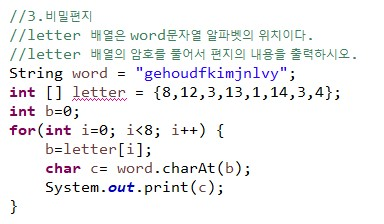 //3.비밀편지
//letter 배열은 word문자열 알파벳의 위치이다.
//letter 배열의 암호를 풀어서 편지의 내용을 출력하시오.
String word = "gehoudfkimjnlvy";
int [] letter = {8,12,3,13,1,14,3,4};
int b=0;
for(int i=0; i<8; i++) {
b=letter[i];
char c= word.charAt(b);
System.out.print(c);
}